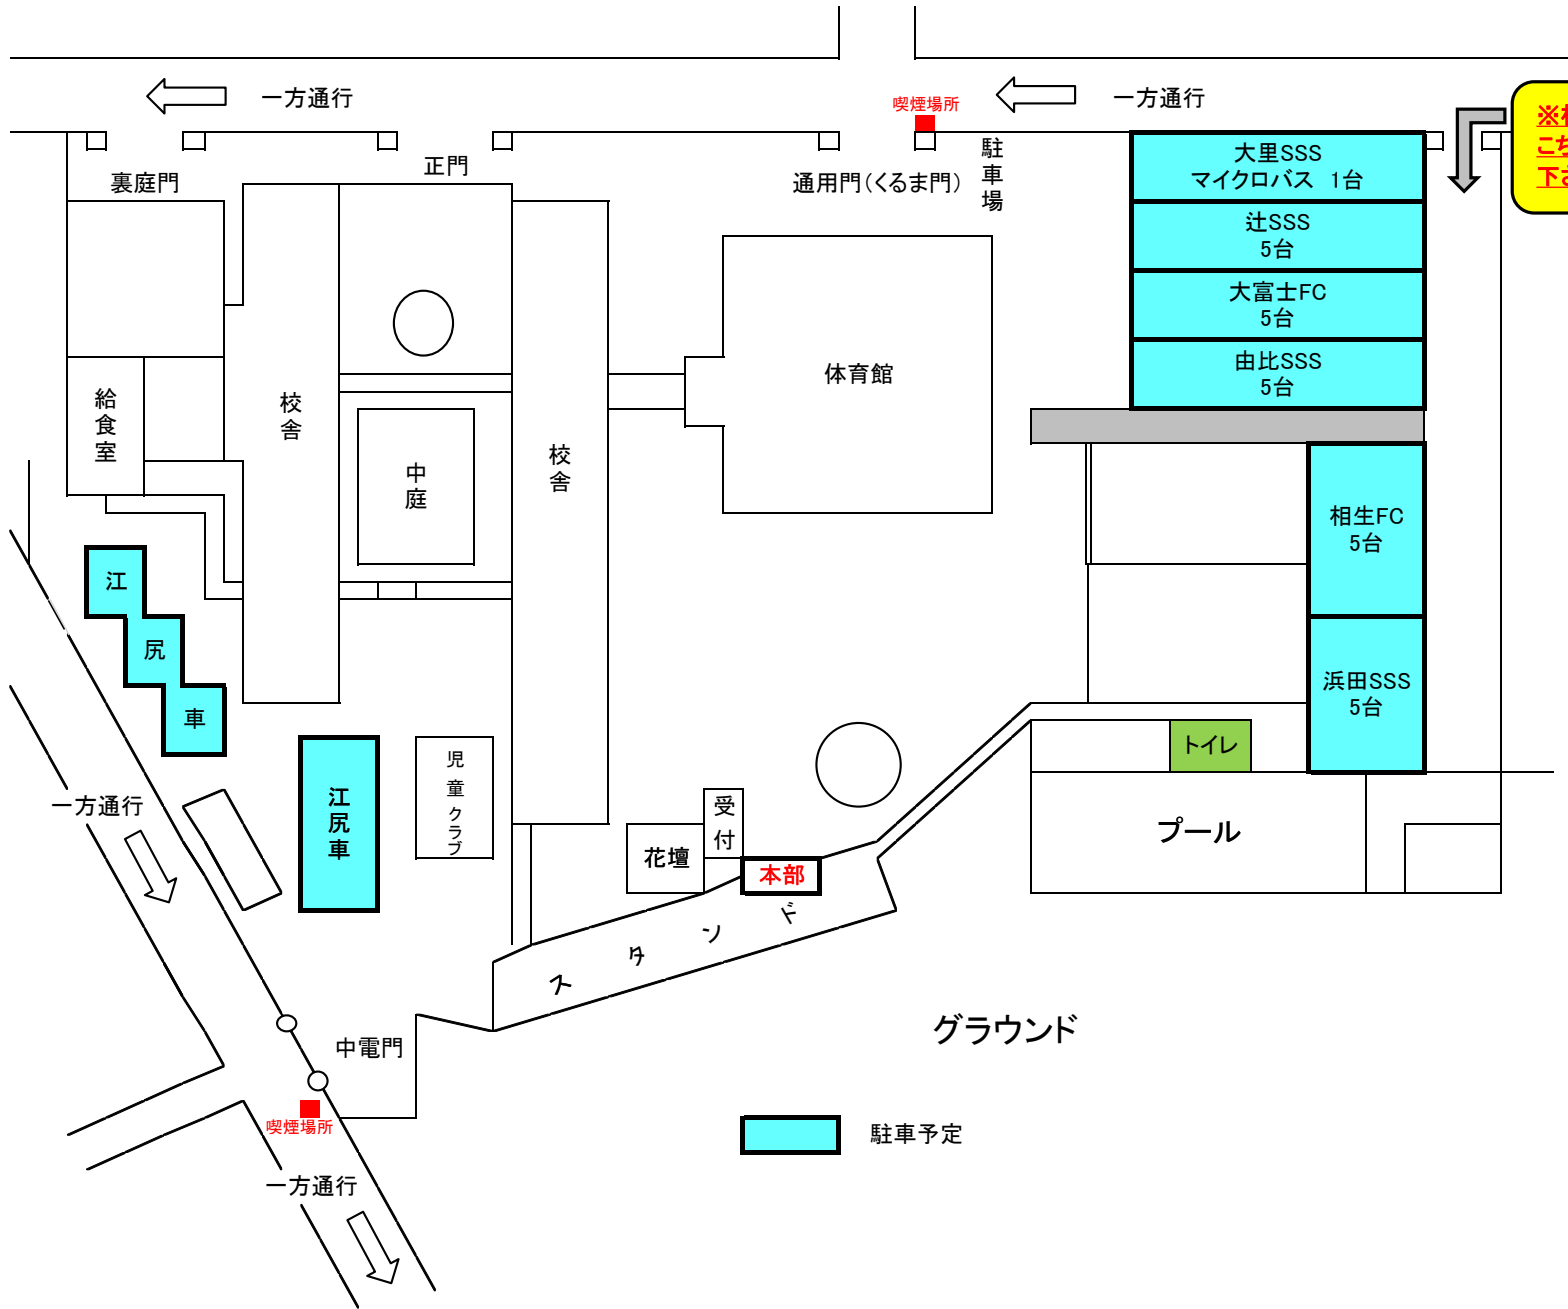 一方通行
一方通行
喫煙場所
※
こち
下さ
裏庭門
正門
通用門(くるま門)
駐車場
大里SSS
マイクロバス 1台
辻SSS
5台
大富士FC
5台
由比SSS
5台
体育館
給食室
校舎
中庭
校舎
相生FC
5台
江
尻
車
浜田SSS
5台
トイレ
一方通行
江尻車
児童クラブ
受付
花壇
本部
プール
スタンド
グラウンド
中電門
喫煙場所
駐車予定
一方通行